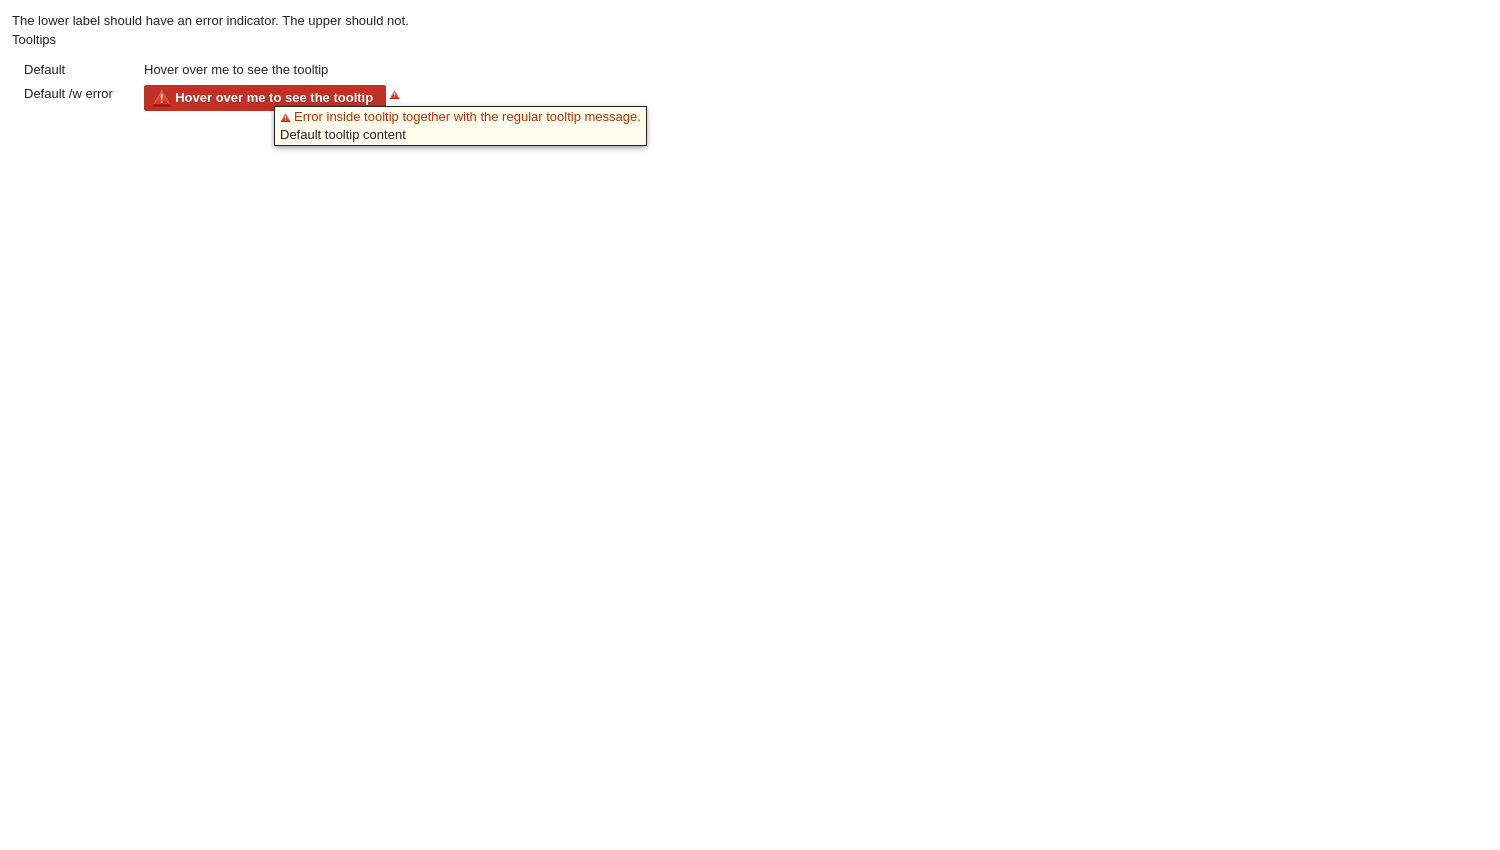 The lower label should have an error indicator. The upper should not.
Tooltips
Default Hover over me to see the tooltip
Default /w error Hover over me to see the tooltip
Error inside tooltip together with the regular tooltip message.
Default tooltip content